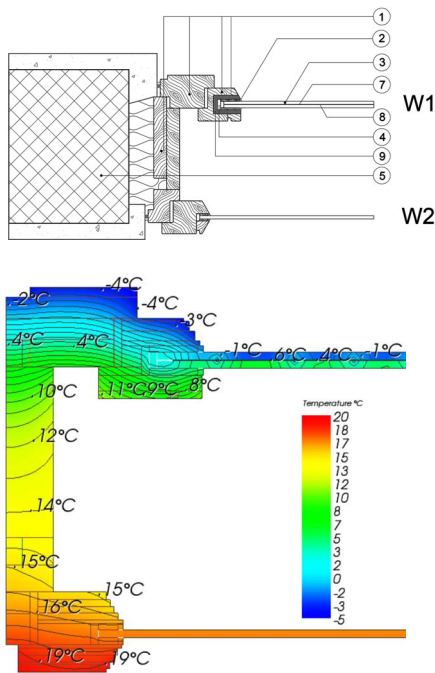 1
2
3
7
W1
8
4
9
5
W2
-4°C
-2°C
-4°C
-3°C
.4°C
4°C
-1°C
6°C
.4°C
-1°C
.10°C
.11°C
.9°C
8°C
.12°C
.14°C
.15°C
.15°C
.16°C
.19°C
.19°C
Temperature °C
20
18
17
15
13
12
10
8
7
5
3
2
0
-2
-3
-5